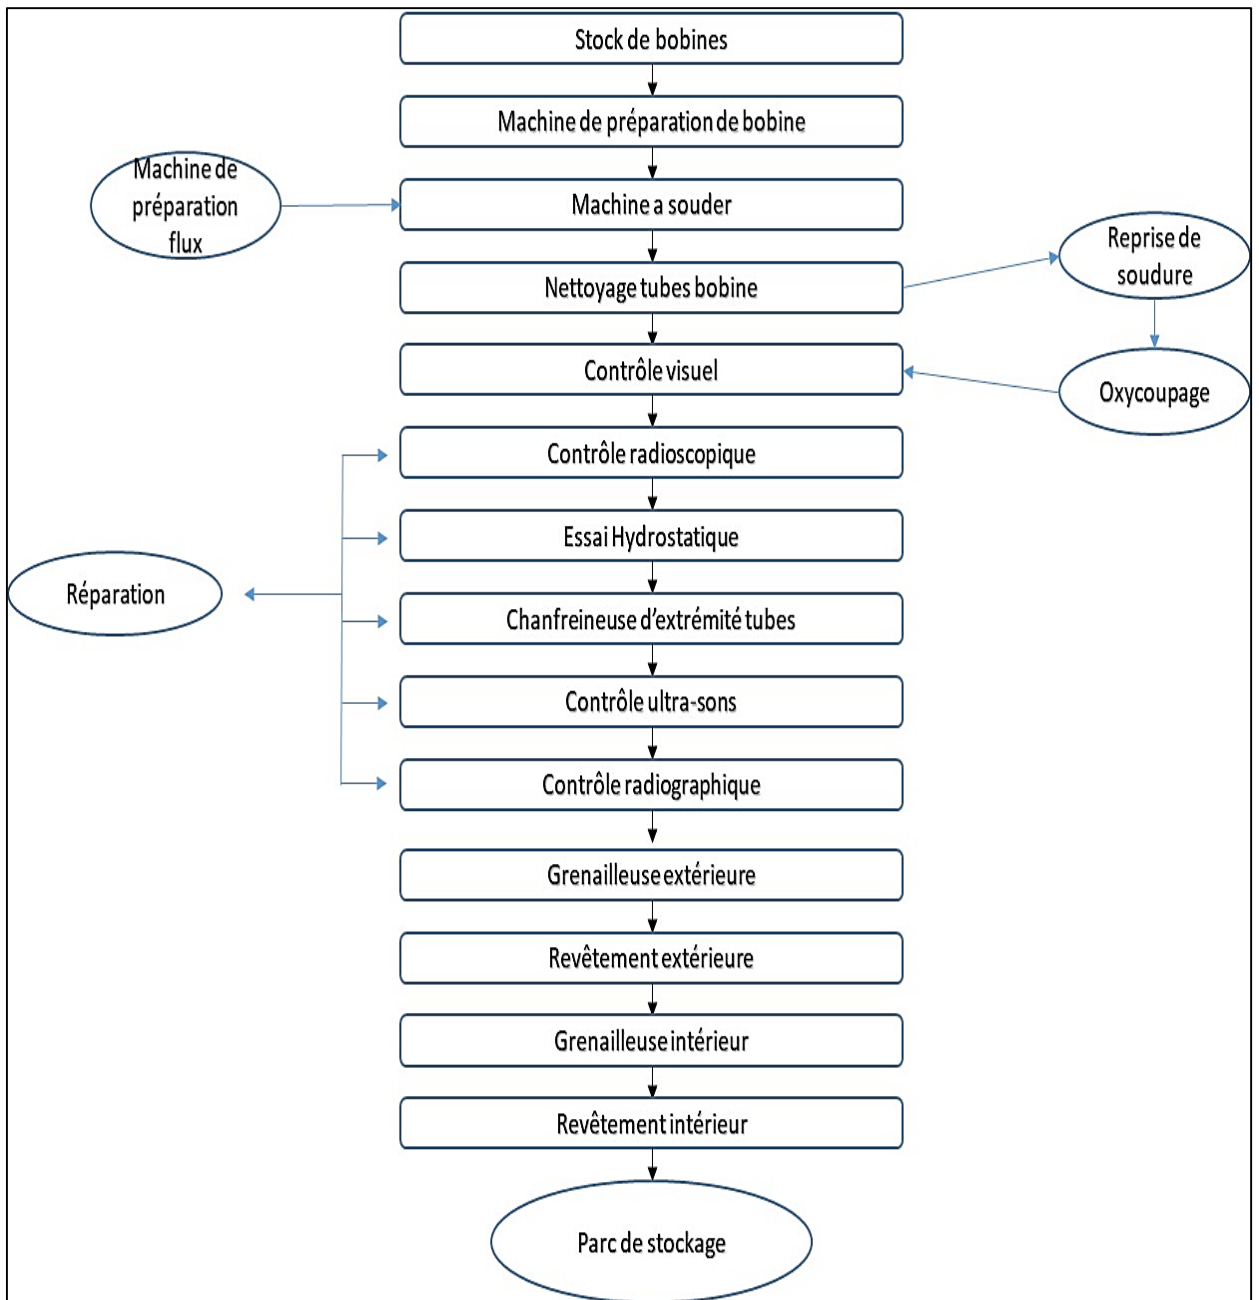 Stock de bobines
Machine de préparation de bobine
Machine de
préparation
flux
Machine a souder
Nettoyage tubes bobine
Reprise de
soudure
Contrôle visuel
Oxycoupage
Contrôle radioscopique
Essai Hydrostatique
Réparation
Chanfreineuse d’extrémité tubes
Contrôle ultra-sons
Contrôle radiographique
Grenailleuse extérieure
Revêtement extérieure
Grenailleuse intérieur
Revêtement intérieur
Parc de stockage